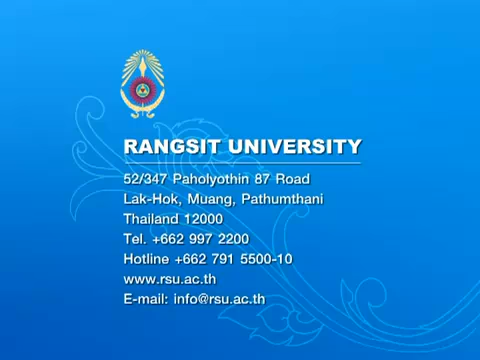 RANGSIT UNIVERSITY
52/347 Paholyothin 87 Road
Lak-Hok, Muang, Pathumthani
Thailand 12000
Tel. +662 997 2200
Hotline +662 791 5500-10
www.rsu.ac.th
E-mail: info@rsu.ac.th